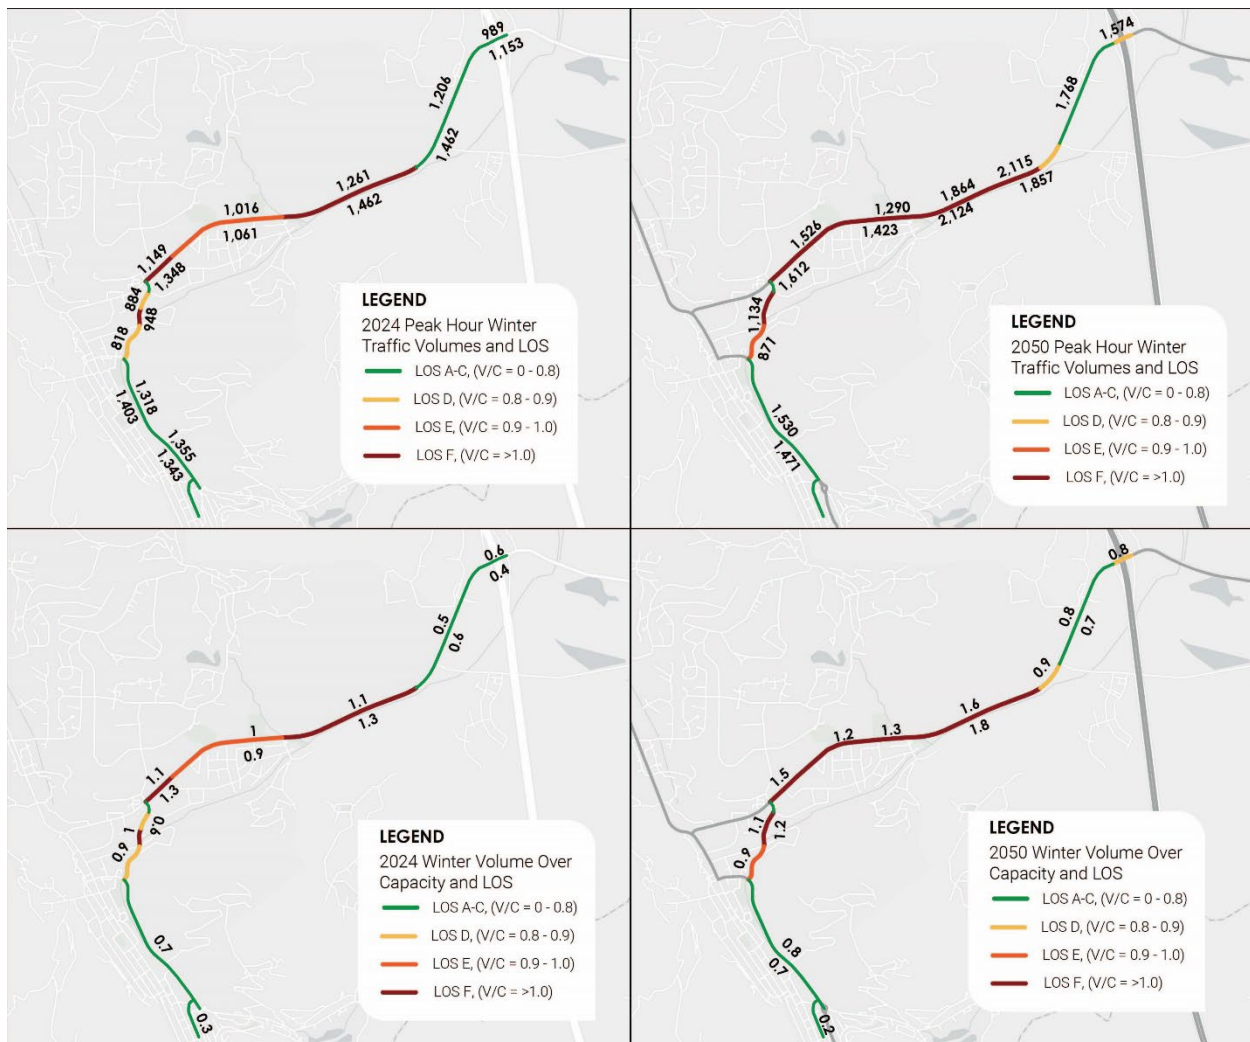 989
1,153
1,206
1,462
1,261
1,462
1,016
1,061
1,149
1,348
884
948
818
1,318
1,403
1,355
1,343
LEGEND
2024 Peak Hour Winter
Traffic Volumes and LOS
LOS A-C, (V/C = 0 - 0.8)
LOS D, (V/C = 0.8 - 0.9)
LOS E, (V/C = 0.9 - 1.0)
LOS F, (V/C = >1.0)
1,574
1,768
2,115
1,857
1,864
2,124
1,290
1,423
1,526
1,612
1,134
871
1,530
1,471
LEGEND
2050 Peak Hour Winter
Traffic Volumes and LOS
LOS A-C, (V/C = 0 - 0.8)
LOS D, (V/C = 0.8 - 0.9)
LOS E, (V/C = 0.9 - 1.0)
LOS F, (V/C = >1.0)
0.6
0.4
0.5
0.6
1.1
1.3
1
0.9
1.1
1.3
1
0.9
0.9
0.7
0.3
LEGEND
2024 Winter Volume Over
Capacity and LOS
LOS A-C, (V/C = 0 - 0.8)
LOS D, (V/C = 0.8 - 0.9)
LOS E, (V/C = 0.9 - 1.0)
LOS F, (V/C = >1.0)
0.8
0.8
0.7
0.9
1.6
1.8
1.2
1.3
1.5
1.1
1.2
0.9
0.8
0.7
0.2
LEGEND
2050 Winter Volume Over
Capacity and LOS
LOS A-C, (V/C = 0 - 0.8)
LOS D, (V/C = 0.8 - 0.9)
LOS E, (V/C = 0.9 - 1.0)
LOS F, (V/C = >1.0)